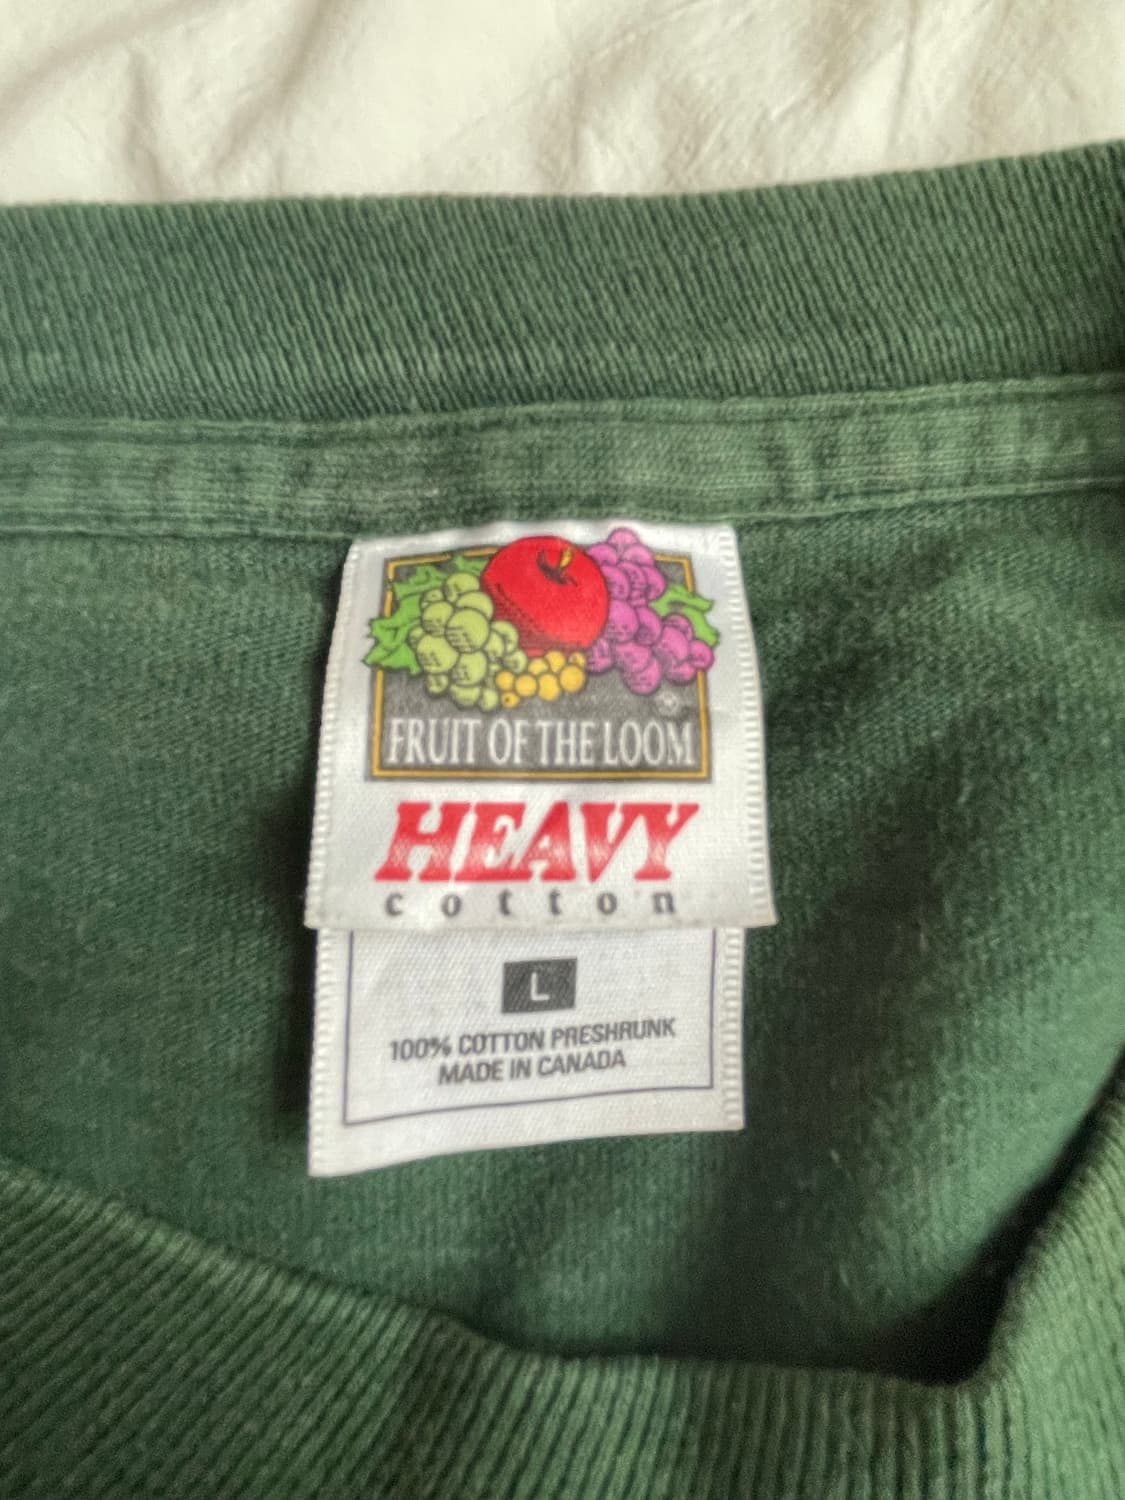 FRUIT OF THE LOOM
HEAVY
cotton
L
100% COTTON PRESHRUNK
MADE IN CANADA